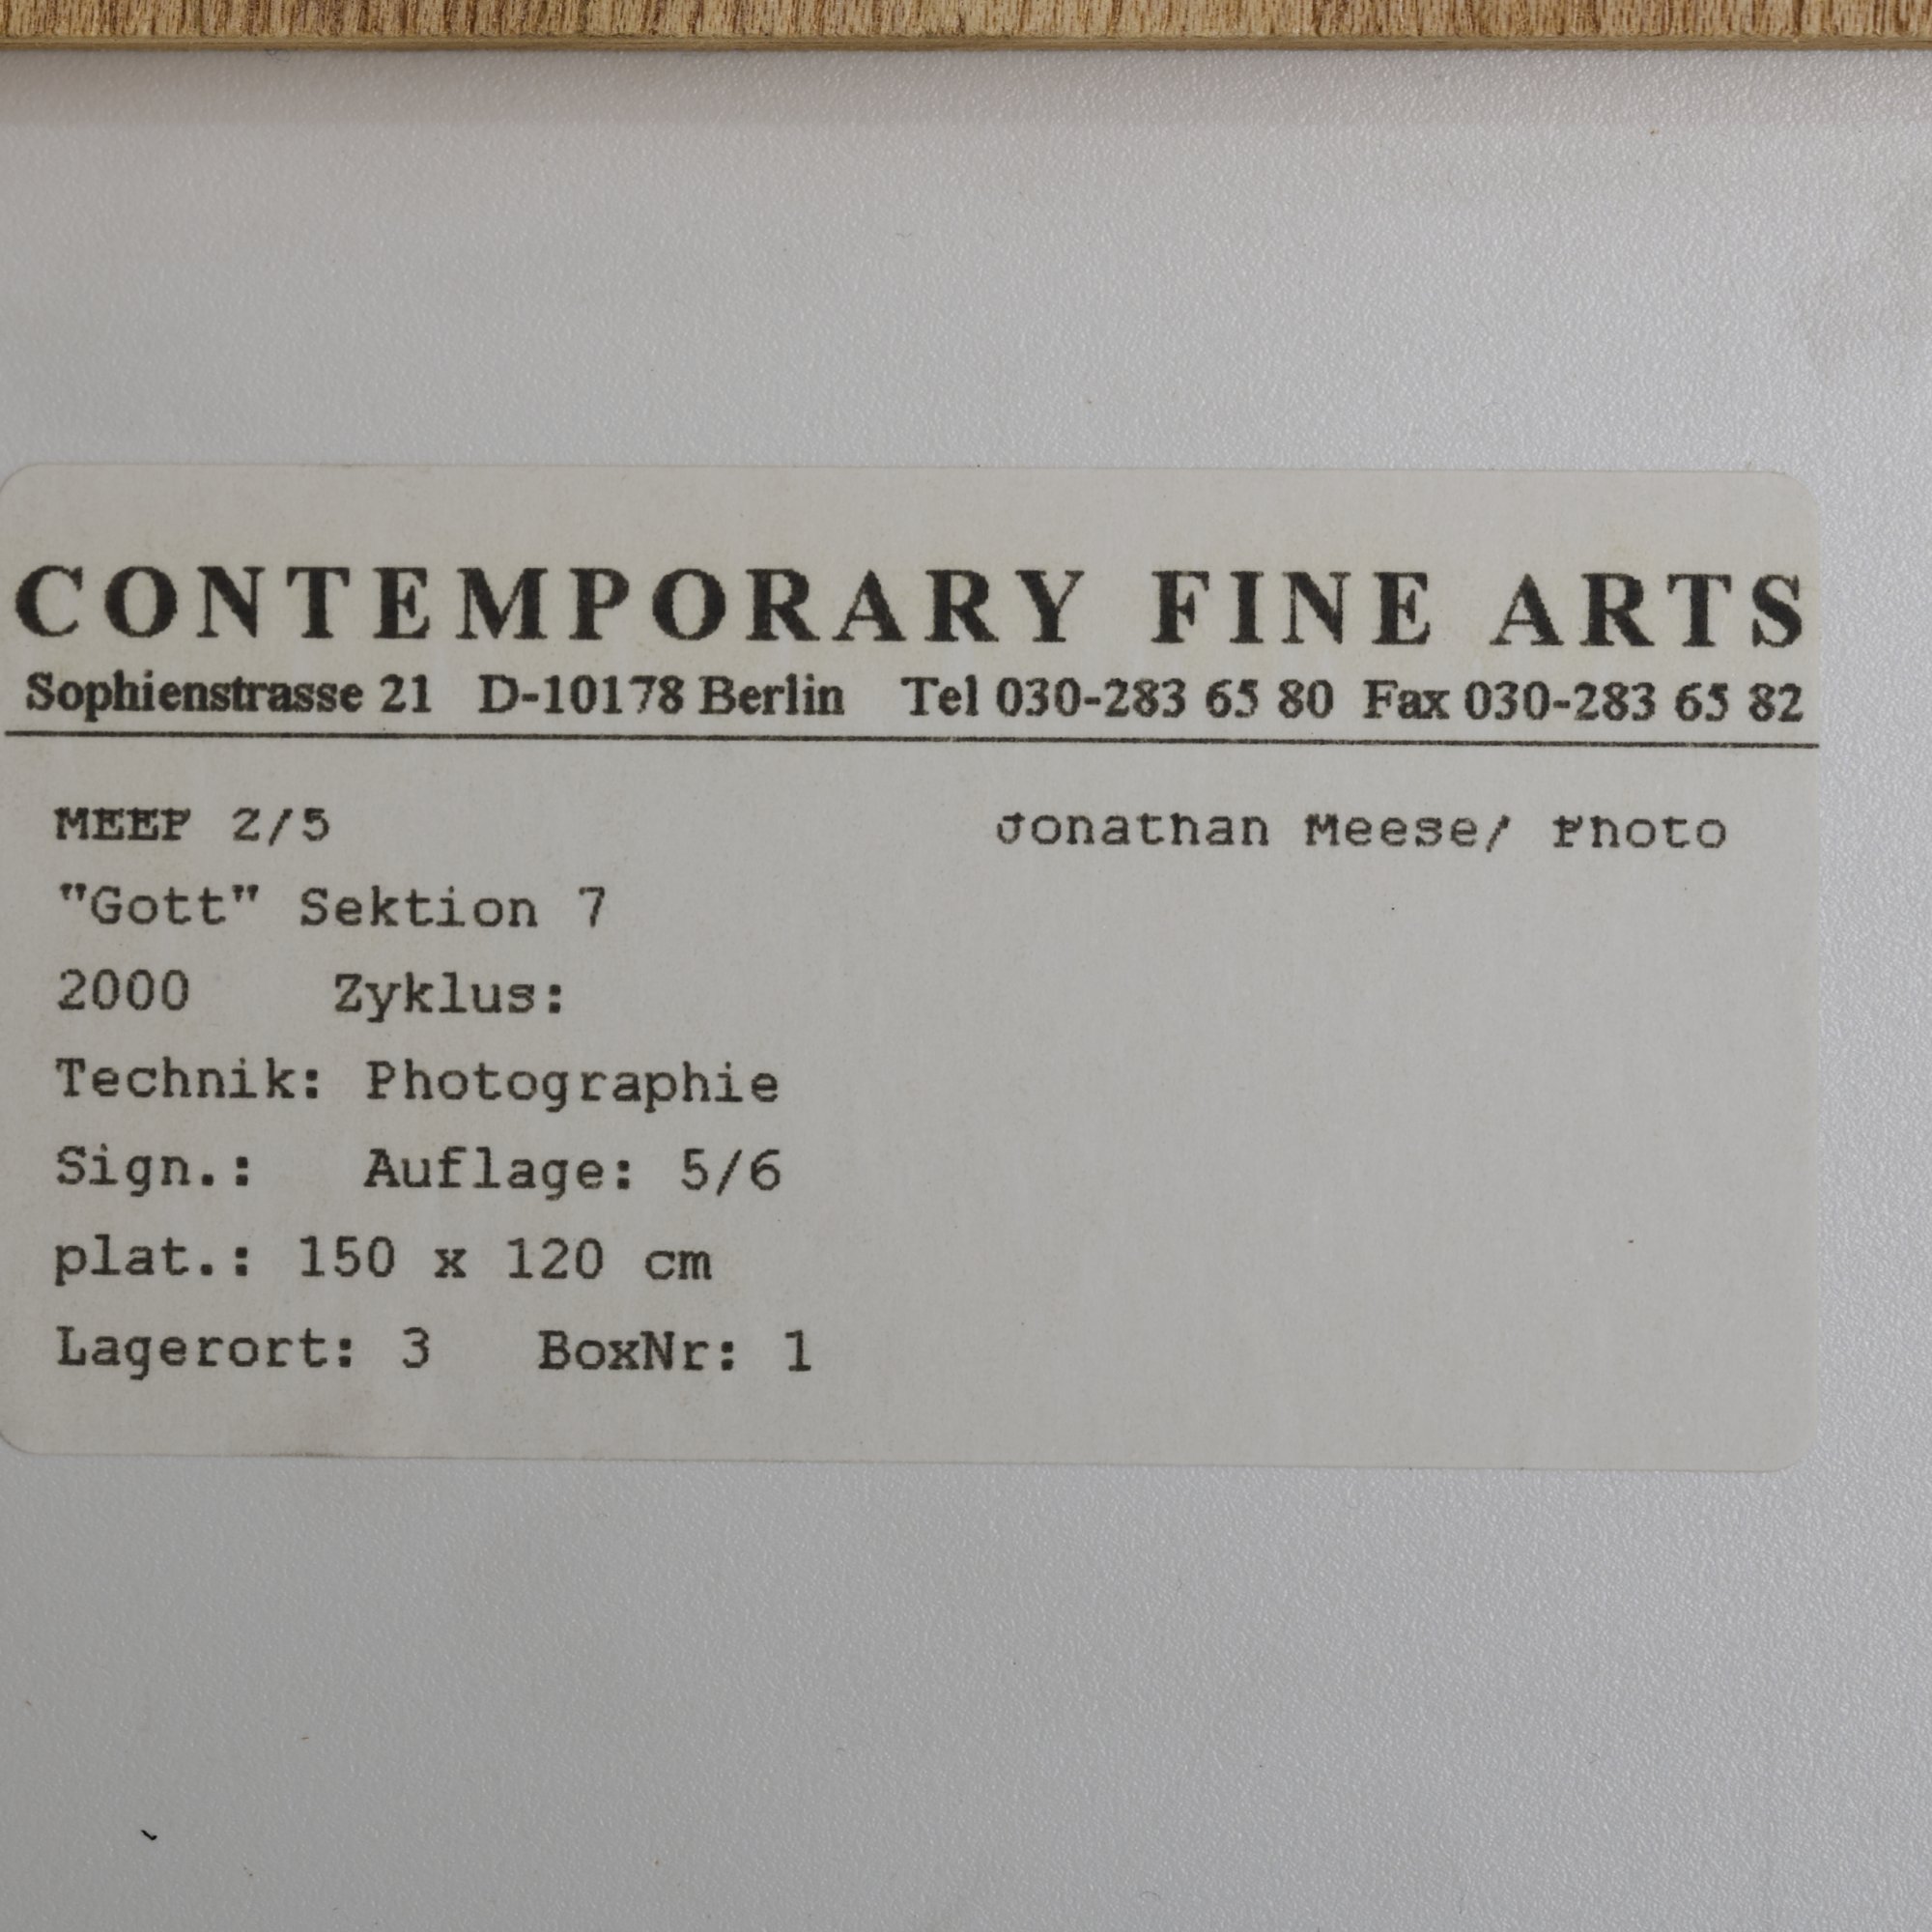 CONTEMPORARY FINE ARTS
Sophienstrasse 21 D-10178 Berlin Tel 030-283 65 80 Fax 030-283 65 82
MEEP 2/5 Jonathan Meese/ Photo
"Gott" Sektion 7
2000 Zyklus:
Technik: Photographie
Sign.: Auflage: 5/6
plat.: 150 x 120 cm
Lagerort: 3 BoxNr: 1